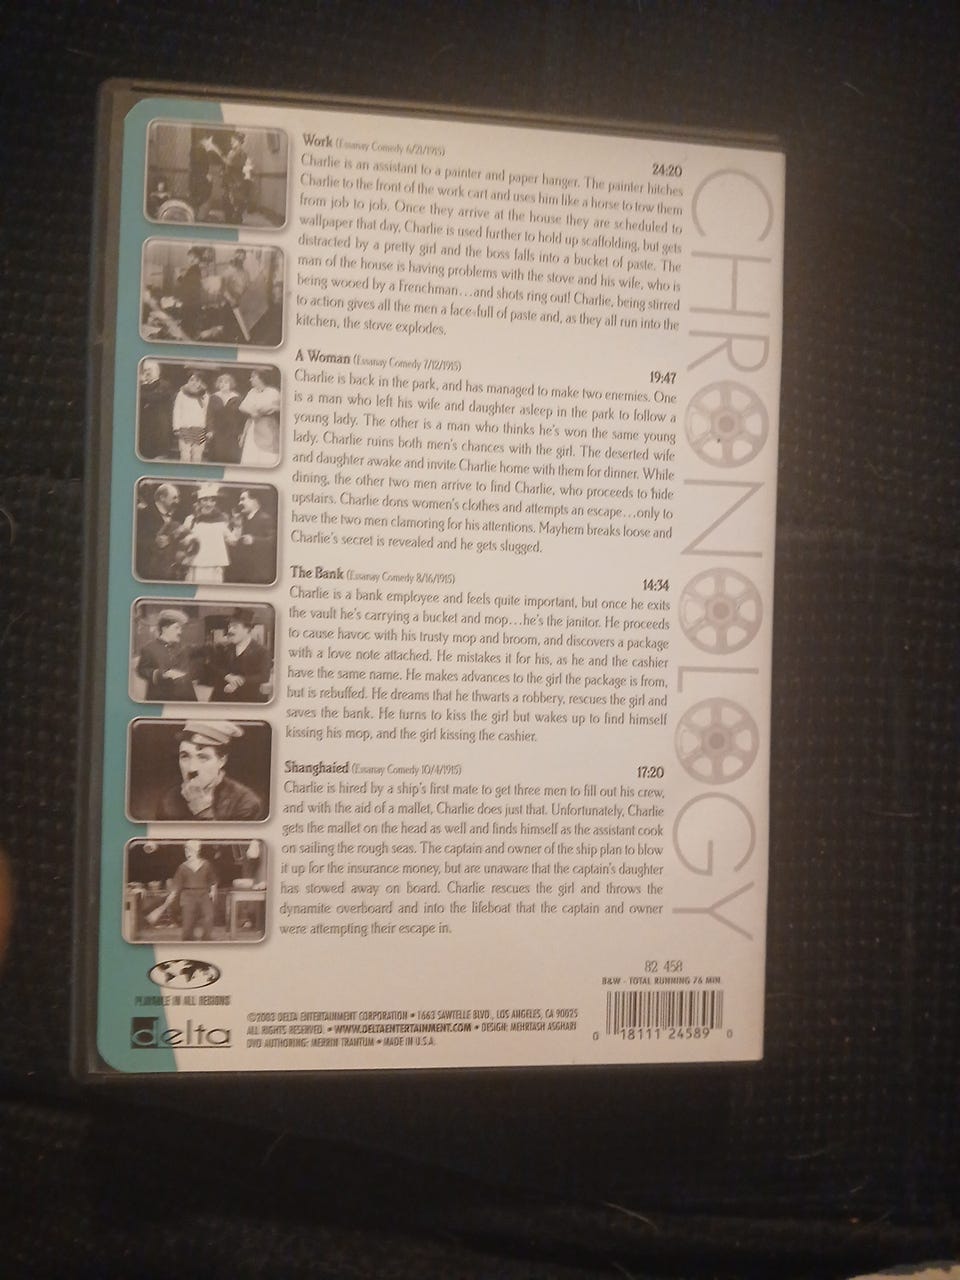 Work (Essanay Comedy 6/21/1915)
24:20
Charlie is an assistant to a painter and paper hanger. The painter hitches
Charlie to the front of the work cart and uses him like a horse to tow them
from job to job. Once they arrive at the house they are scheduled to
wallpaper that day, Charlie is used further to hold up scaffolding, but gets
distracted by a pretty girl and the boss falls into a bucket of paste. The
man of the house is having problems with the stove and his wife, who is
being wooed by a Frenchman...and shots ring out! Charlie, being stirred
to action gives all the men a face-full of paste and, as they all run into the
kitchen, the stove explodes.
A Woman (Essanay Comedy 7/12/1915)
19:47
Charlie is back in the park, and has managed to make two enemies. One
is a man who left his wife and daughter asleep in the park to follow a
young lady. The other is a man who thinks he's won the same young
lady. Charlie ruins both men's chances with the girl. The deserted wife
and daughter awake and invite Charlie home with them for dinner. While
dining, the other two men arrive to find Charlie, who proceeds to hide
upstairs. Charlie dons women's clothes and attempts an escape...only to
have the two men clamoring for his attentions. Mayhem breaks loose and
Charlie's secret is revealed and he gets slugged.
The Bank (Essanay Comedy 8/16/1915)
14:34
Charlie is a bank employee and feels quite important, but once he exits
the vault he's carrying a bucket and mop...he's the janitor. He proceeds
to cause havoc with his trusty mop and broom, and discovers a package
with a love note attached. He mistakes it for his, as he and the cashier
have the same name. He makes advances to the girl the package is from,
but is rebuffed. He dreams that he thwarts a robbery, rescues the girl and
saves the bank. He turns to kiss the girl but wakes up to find himself
kissing his mop, and the girl kissing the cashier.
Shanghaied (Essanay Comedy 10/4/1915)
17:20
Charlie is hired by a ship's first mate to get three men to fill out his crew,
and with the aid of a mallet, Charlie does just that. Unfortunately, Charlie
gets the mallet on the head as well and finds himself as the assistant cook
on sailing the rough seas. The captain and owner of the ship plan to blow
it up for the insurance money, but are unaware that the captain's daughter
has stowed away on board. Charlie rescues the girl and throws the
dynamite overboard and into the lifeboat that the captain and owner
were attempting their escape in.
CHRONOLOGY
PLAYABLE IN ALL REGIONS
delta
©2003 DELTA ENTERTAINMENT CORPORATION • 1663 SAWTELLE BLVD., LOS ANGELES, CA 90025
ALL RIGHTS RESERVED. • WWW.DELTAENTERTAINMENT.COM • DESIGN: MEHRTASH ASGHARI
DVD AUTHORING: MERRIN TRANTUM • MADE IN U.S.A.
82 458
B&W - TOTAL RUNNING 76 MIN.
0 18111 24589 0